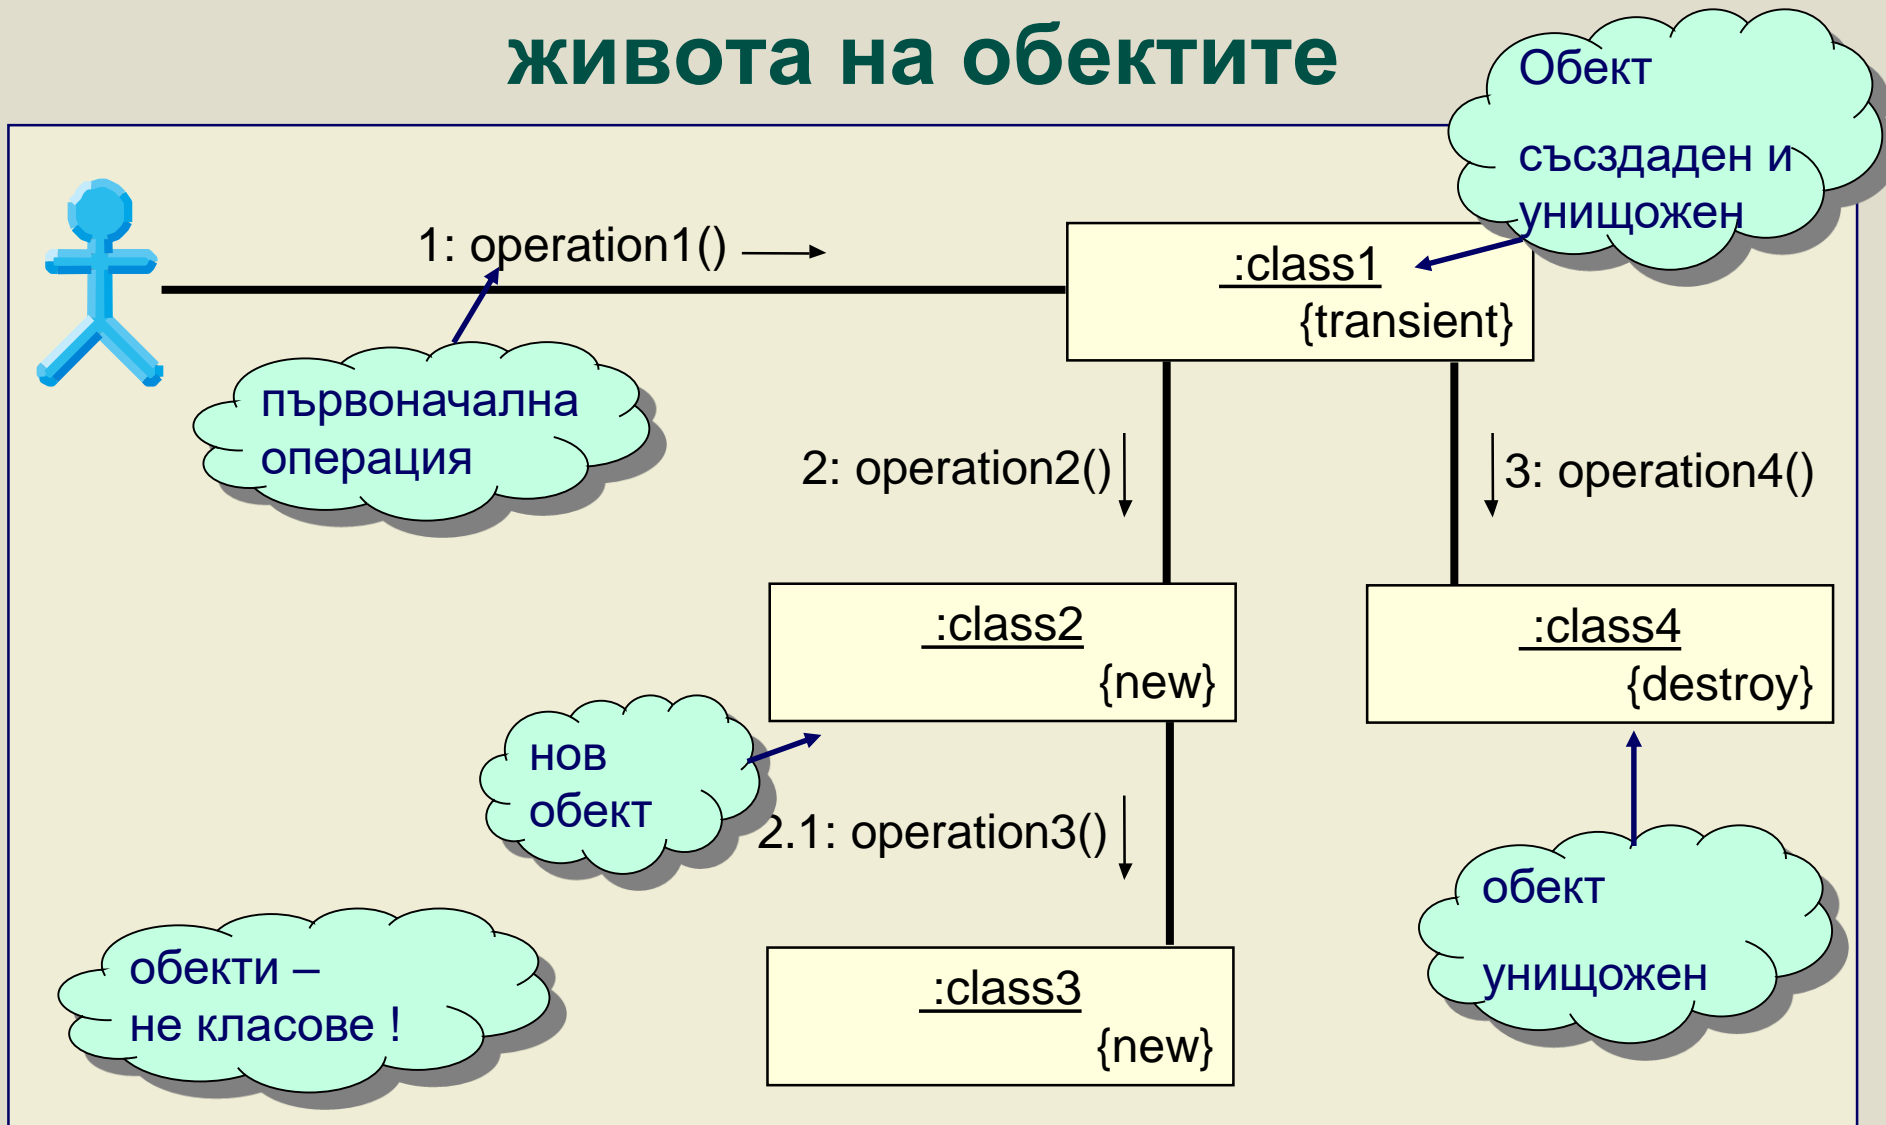 живота на обектите
Обект
съсздаден и
унищожен
1: operation1()
:class1
{transient}
първоначална
операция
2: operation2()
3: operation4()
:class2
{new}
:class4
{destroy}
нов
обект
2.1: operation3()
обект
унищожен
обекти –
не класове !
:class3
{new}